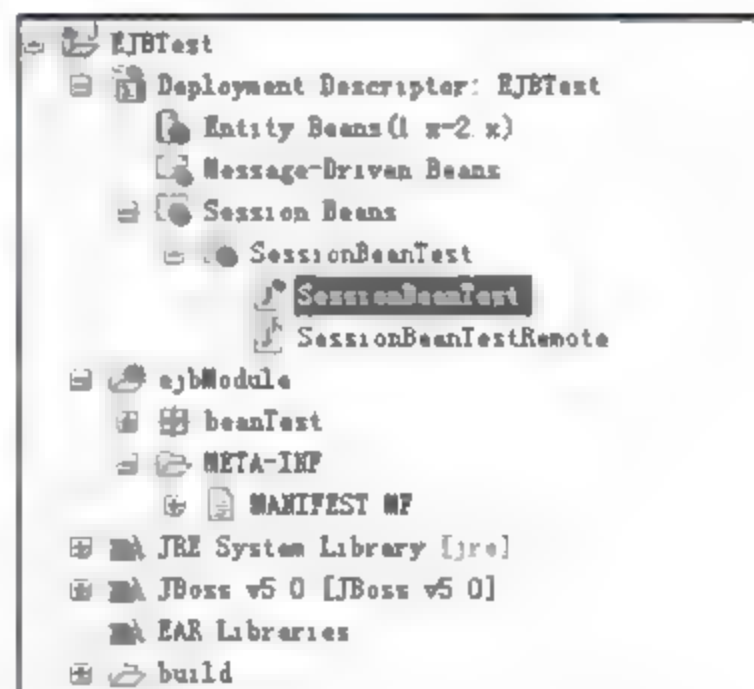 EJBTest
Deployment Descriptor: EJBTest
Entity Beans(1 x-2 x)
Message-Driven Beans
Session Beans
SessionBeanTest
SessionBeanTest
SessionBeanTestRemote
ejbModule
beanTest
META-INF
MANIFEST MF
JRE System Library [jre]
JBoss v5 0 [JBoss v5 0]
EAR Libraries
build